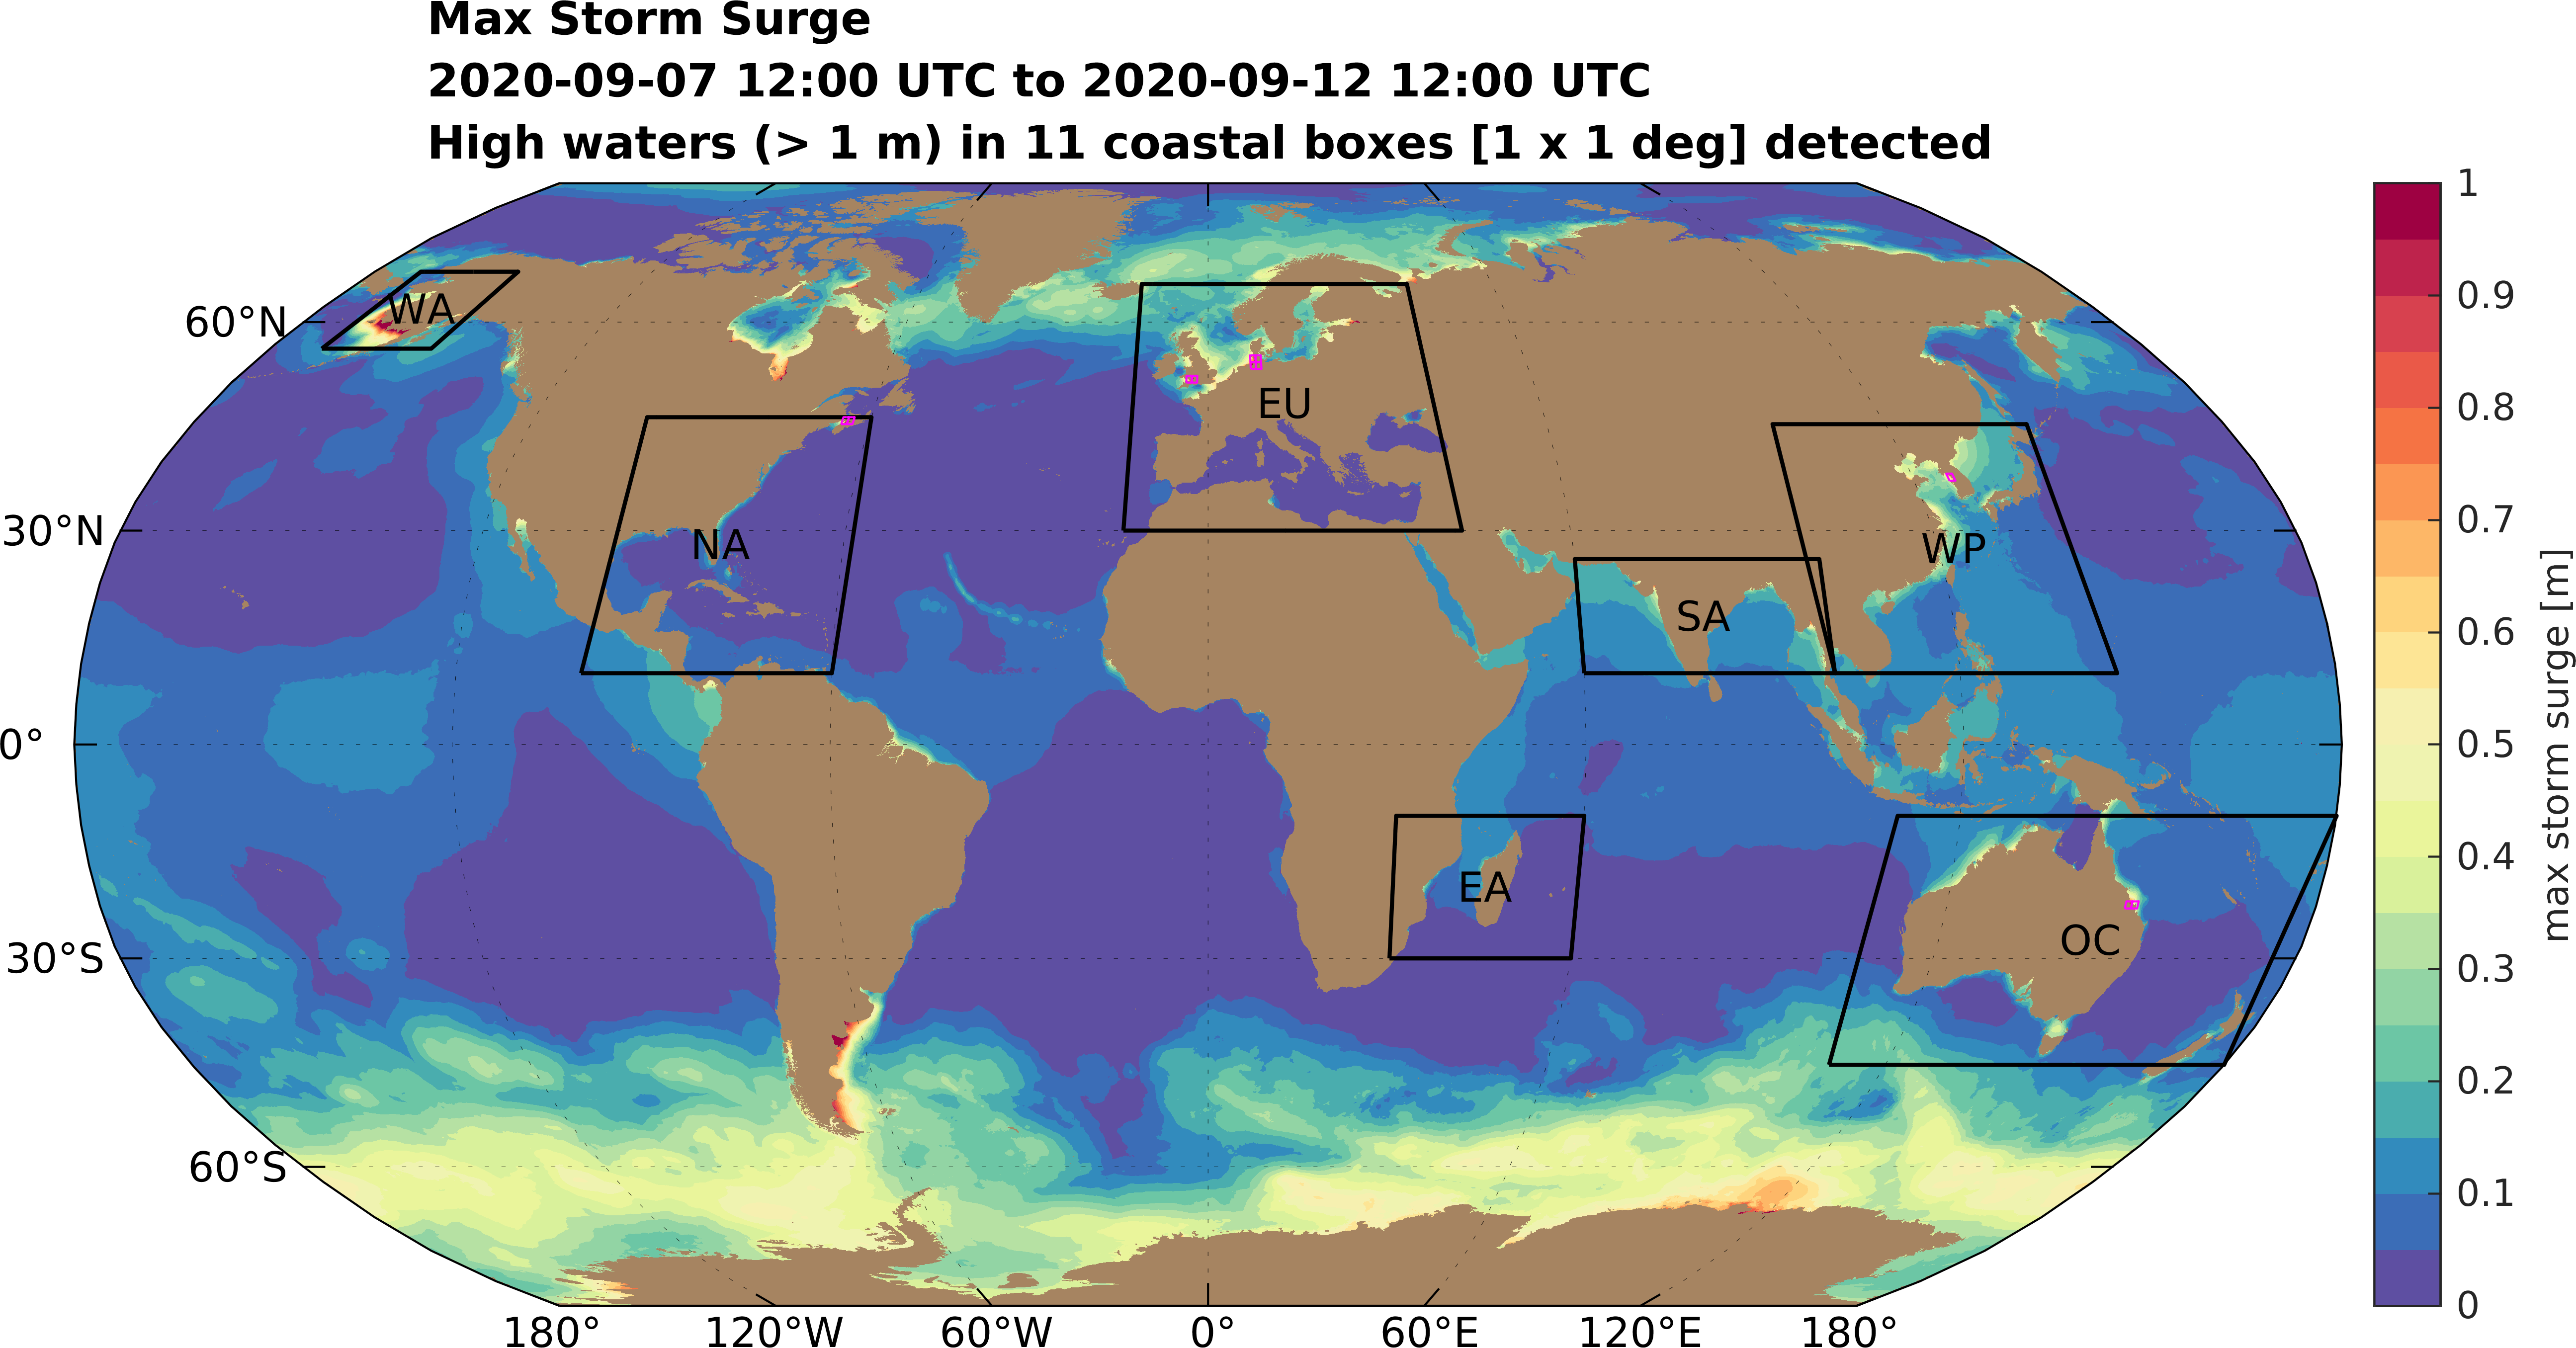 Max Storm Surge
2020-09-07 12:00 UTC to 2020-09-12 12:00 UTC
High waters (> 1 m) in 11 coastal boxes [1 x 1 deg] detected
60°N
30°N
0°
30°S
60°S
WA
NA
EU
WP
SA
EA
OC
180°
120°W
60°W
0°
60°E
120°E
180°
1
0.9
0.8
0.7
0.6
0.5
0.4
0.3
0.2
0.1
0
max storm surge [m]